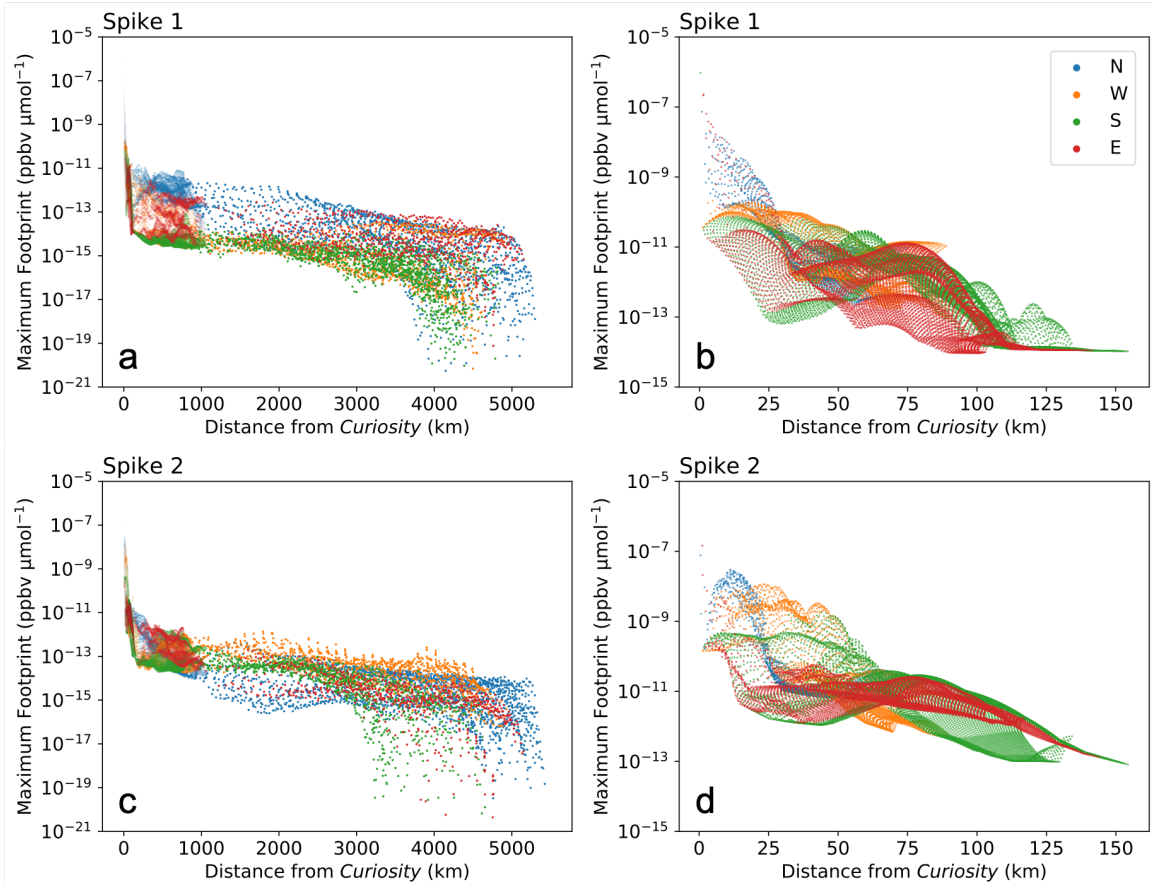 Spike 1
Maximum Footprint (ppbv μmol⁻¹)
10⁻⁵
10⁻⁷
10⁻⁹
10⁻¹¹
10⁻¹³
10⁻¹⁵
10⁻¹⁷
10⁻¹⁹
10⁻²¹
a
0 1000 2000 3000 4000 5000
Distance from Curiosity (km)
Spike 1
Maximum Footprint (ppbv μmol⁻¹)
10⁻⁵
10⁻⁷
10⁻⁹
10⁻¹¹
10⁻¹³
10⁻¹⁵
N
W
S
E
b
0 25 50 75 100 125 150
Distance from Curiosity (km)
Spike 2
Maximum Footprint (ppbv μmol⁻¹)
10⁻⁵
10⁻⁷
10⁻⁹
10⁻¹¹
10⁻¹³
10⁻¹⁵
10⁻¹⁷
10⁻¹⁹
10⁻²¹
c
0 1000 2000 3000 4000 5000
Distance from Curiosity (km)
Spike 2
Maximum Footprint (ppbv μmol⁻¹)
10⁻⁵
10⁻⁷
10⁻⁹
10⁻¹¹
10⁻¹³
10⁻¹⁵
d
0 25 50 75 100 125 150
Distance from Curiosity (km)